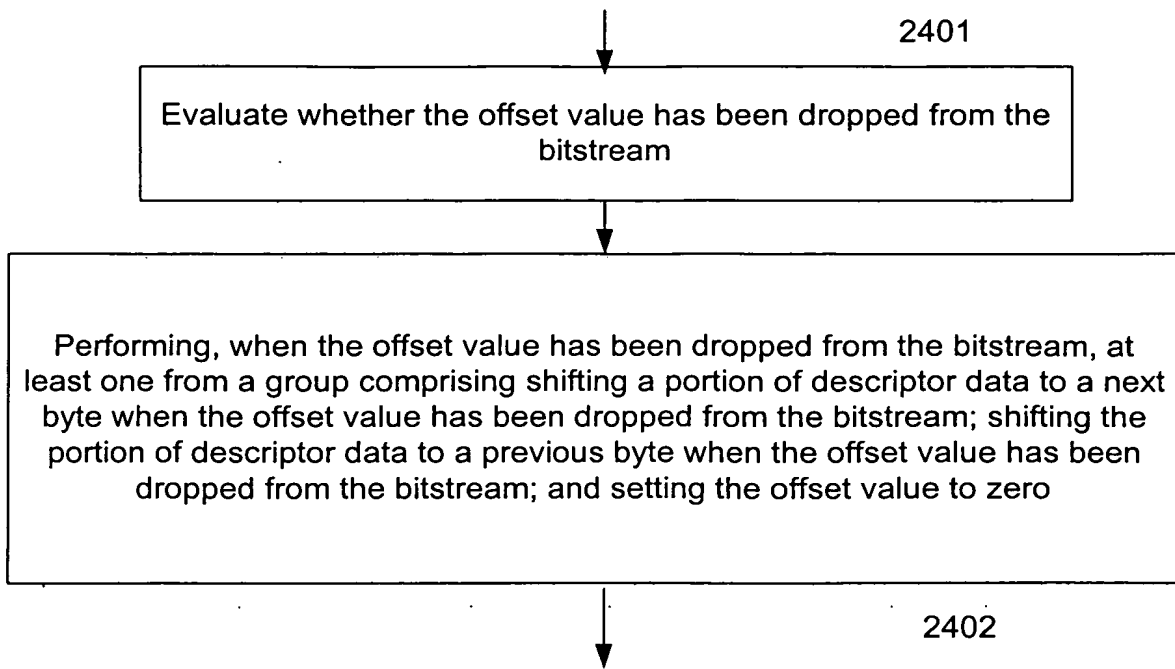 2401
Evaluate whether the offset value has been dropped from the
bitstream
Performing, when the offset value has been dropped from the bitstream, at
least one from a group comprising shifting a portion of descriptor data to a next
byte when the offset value has been dropped from the bitstream; shifting the
portion of descriptor data to a previous byte when the offset value has been
dropped from the bitstream; and setting the offset value to zero
2402